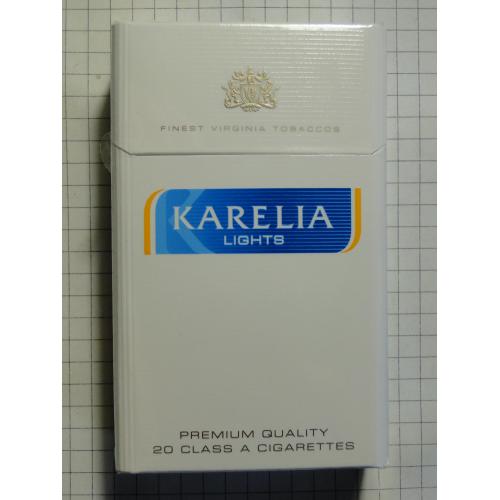 FINEST VIRGINIA TOBACCOS
KARELIA
LIGHTS
PREMIUM QUALITY
20 CLASS A CIGARETTES